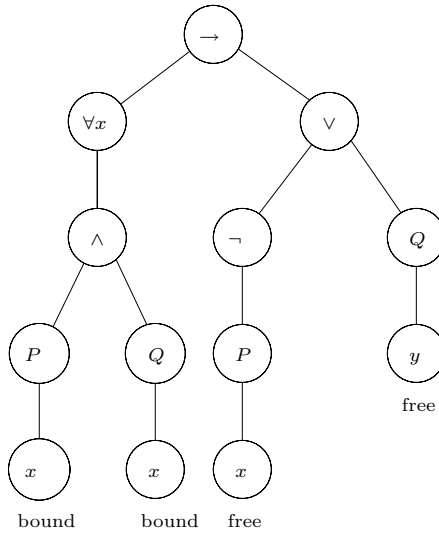 →
∀x ∨
∧ ¬ Q
P Q P y
free
x x x
bound bound free